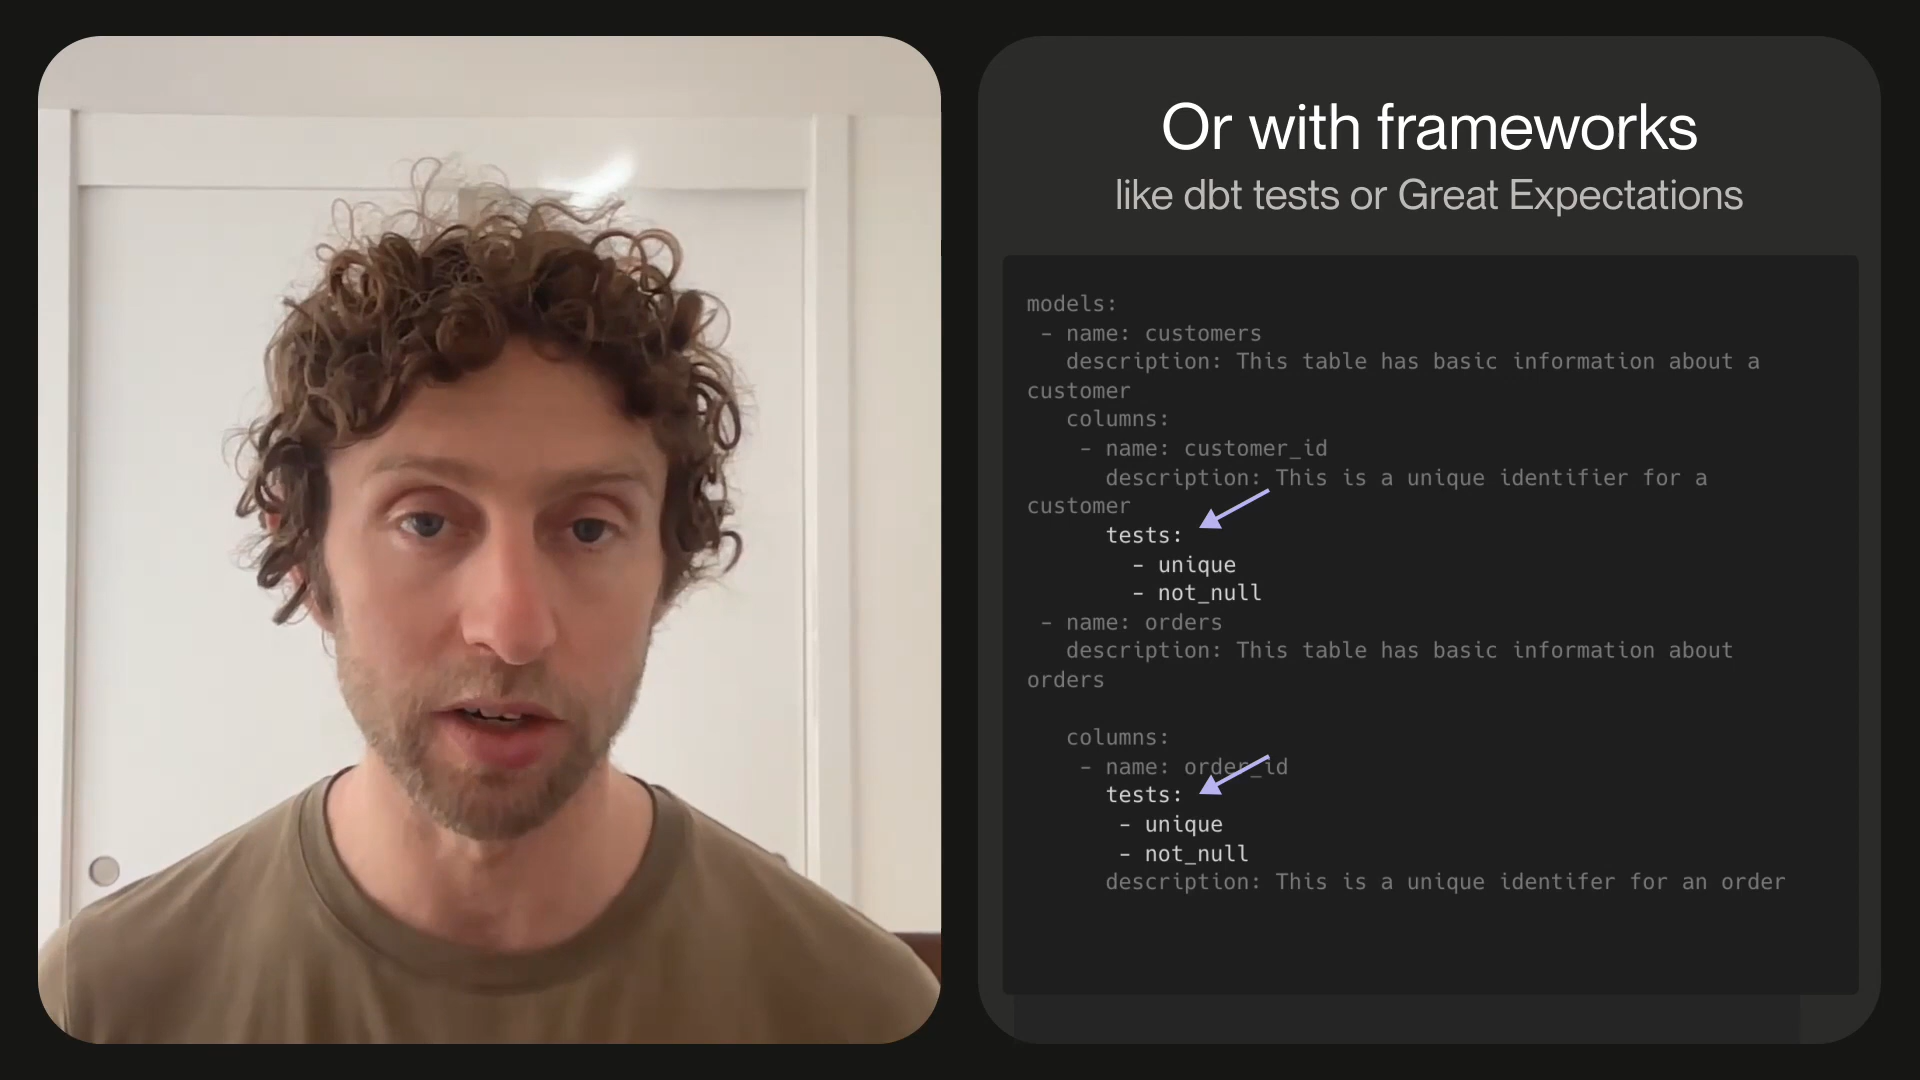 Or with frameworks
like dbt tests or Great Expectations
models:
- name: customers
description: This table has basic information about a
customer
columns:
- name: customer_id
description: This is a unique identifier for a
customer
tests:
- unique
- not_null
- name: orders
description: This table has basic information about
orders
columns:
- name: order_id
tests:
- unique
- not_null
description: This is a unique identifer for an order